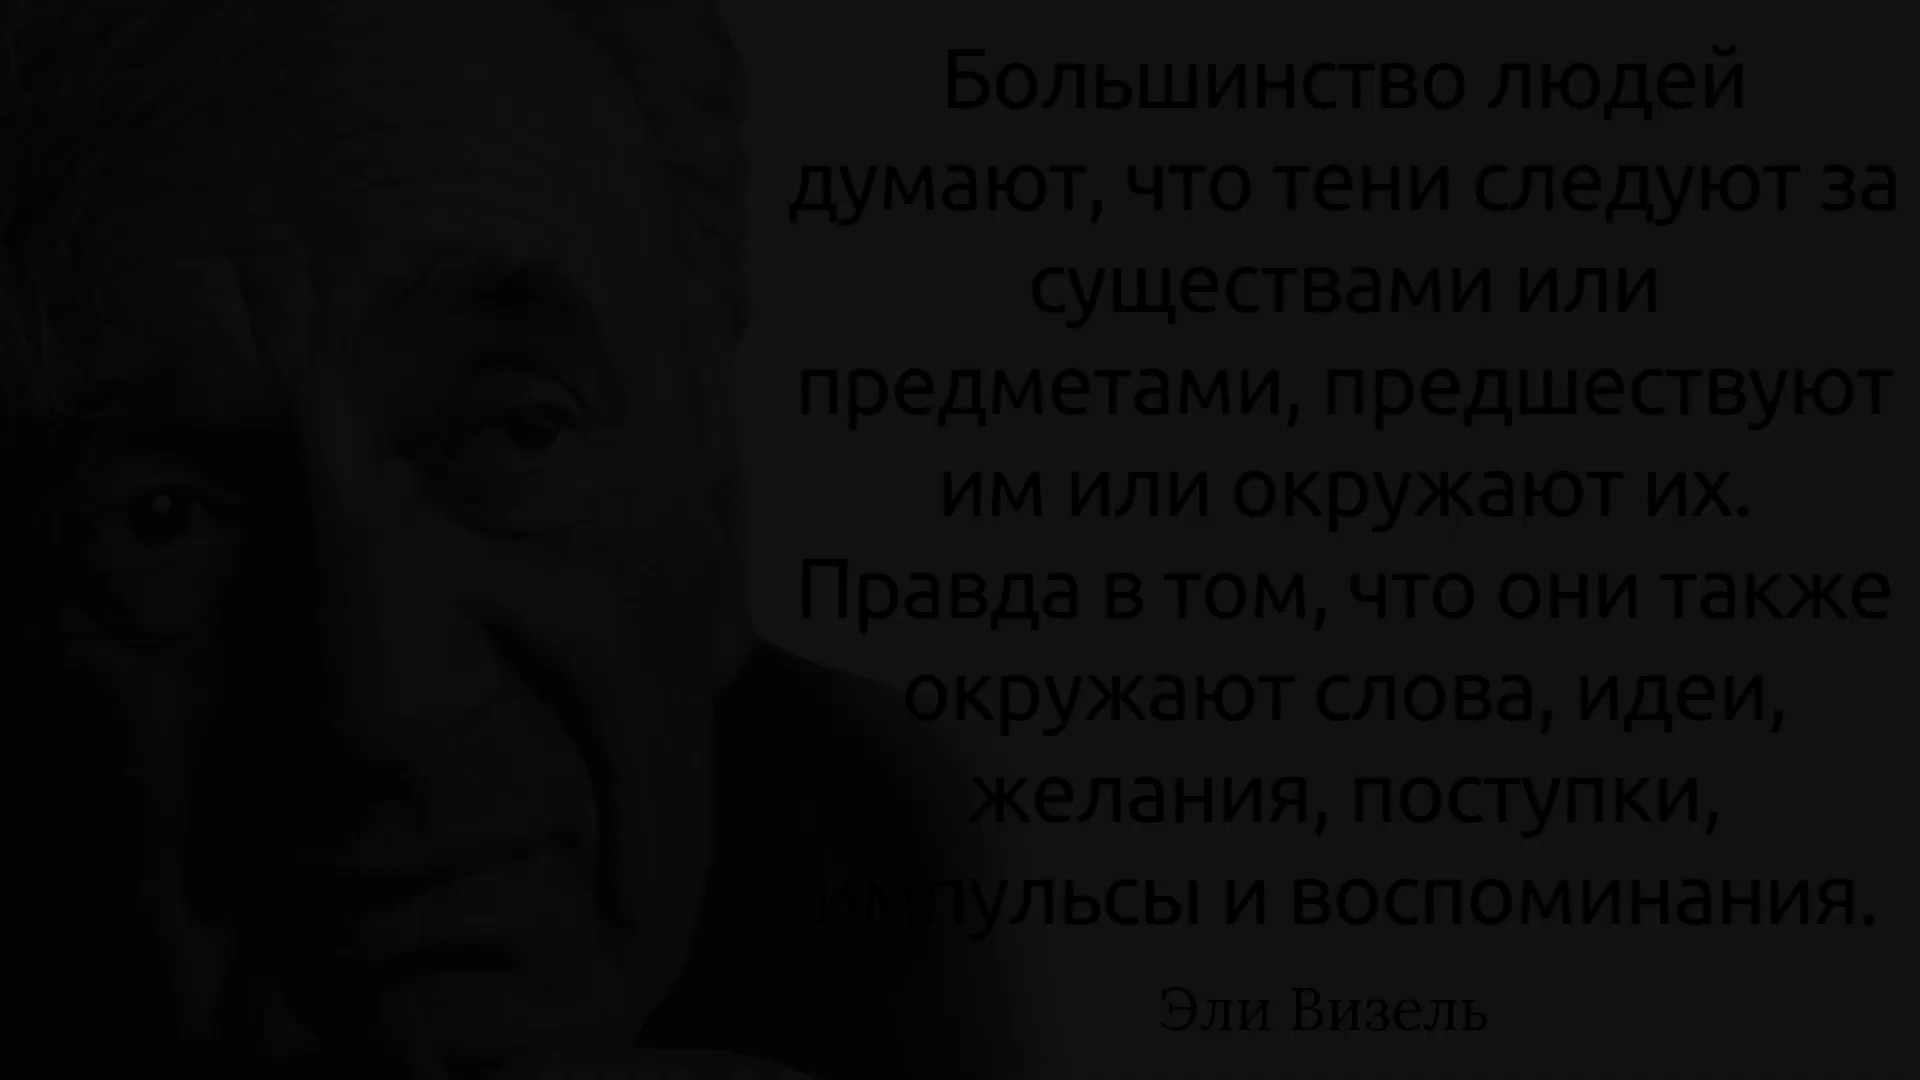 Большинство людей
думают, что тени следуют за
существами или
предметами, предшествуют
им или окружают их.
Правда в том, что они также
окружают слова, идеи,
желания, поступки,
импульсы и воспоминания.
Эли Визель